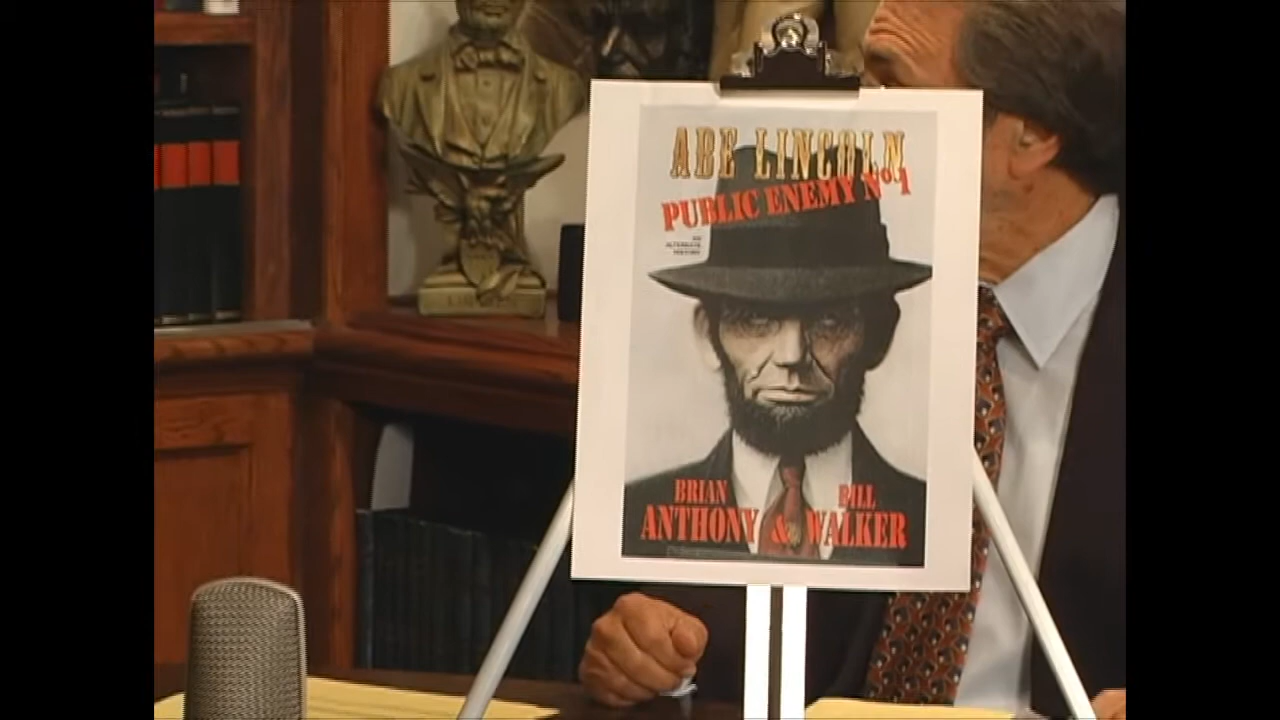 ABE LINCOLN
PUBLIC ENEMY Nº 1
AN
ALTERNATE
HISTORY
BRIAN
ANTHONY
&
BILL
WALKER